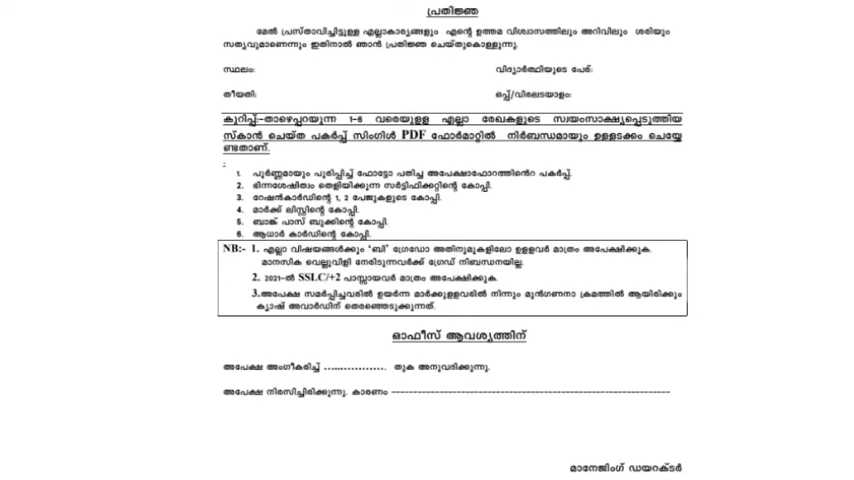 പ്രതിജ്ഞ
മേൽ പ്രസ്താവിച്ചിട്ടുള്ള എല്ലാകാര്യങ്ങളും എന്റെ ഉത്തമ വിശ്വാസത്തിലും അറിവിലും ശരിയും
സത്യവുമാണെന്നും ഇതിനാൽ ഞാൻ പ്രതിജ്ഞ ചെയ്തുകൊള്ളുന്നു.
സ്ഥലം: വിദ്യാർത്ഥിയുടെ പേര്:
തീയതി: ഒപ്പ്/വിരലടയാളം:
കുറിപ്പ്:-താഴെപ്പറയുന്ന 1-6 വരെയുളള എല്ലാ രേഖകളുടെ സ്വയംസാക്ഷ്യപ്പെടുത്തിയ
സ്കാൻ ചെയ്ത പകർപ്പ് സിംഗിൾ PDF ഫോർമാറ്റിൽ നിർബന്ധമായും ഉളളടക്കം ചെയ്യേ
ണ്ടതാണ്.
1. പൂർണ്ണമായും പൂരിപ്പിച്ച് ഫോട്ടോ പതിച്ച അപേക്ഷാഫോറത്തിൻെറ പകർപ്പ്.
2. ഭിന്നശേഷിത്വം തെളിയിക്കുന്ന സർട്ടിഫിക്കറ്റിന്റെ കോപ്പി.
3. റേഷൻകാർഡിന്റെ 1, 2 പേജുകളുടെ കോപ്പി.
4. മാർക്ക് ലിസ്റ്റിന്റെ കോപ്പി.
5. ബാങ്ക് പാസ് ബുക്കിന്റെ കോപ്പി.
6. ആധാർ കാർഡിന്റെ കോപ്പി.
NB:- 1. എല്ലാ വിഷയങ്ങൾക്കും ‘ബി’ ഗ്രേഡോ അതിനുമുകളിലോ ഉളളവർ മാത്രം അപേക്ഷിക്കുക.
മാനസിക വെല്ലുവിളി നേരിടുന്നവർക്ക് ഗ്രേഡ് നിബന്ധനയില്ല.
2. 2021-ൽ SSLC/+2 പാസ്സായവർ മാത്രം അപേക്ഷിക്കുക.
3.അപേക്ഷ സമർപ്പിച്ചവരിൽ ഉയർന്ന മാർക്കുളളവരിൽ നിന്നും മുൻഗണനാ ക്രമത്തിൽ ആയിരിക്കും
ക്യാഷ് അവാർഡിന് തെരഞ്ഞെടുക്കുന്നത്.
ഓഫീസ് ആവശ്യത്തിന്
അപേക്ഷ അംഗീകരിച്ച് ................ തുക അനുവദിക്കുന്നു.
അപേക്ഷ നിരസിച്ചിരിക്കുന്നു. കാരണം ----------------------------------------------------------------
മാനേജിംഗ് ഡയറക്ടർ